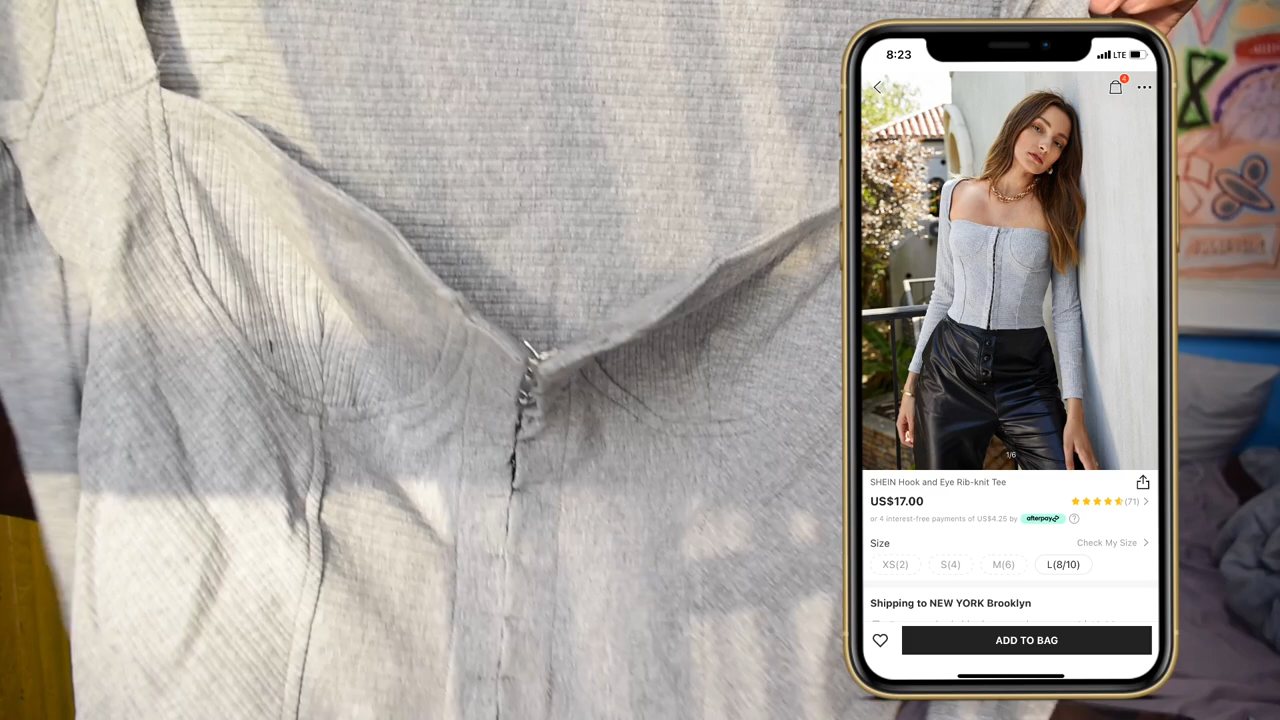 8:23
LTE
4
1/6
SHEIN Hook and Eye Rib-knit Tee
US$17.00
(71)
or 4 interest-free payments of US$4.25 by afterpay
?
Size
Check My Size
XS(2)
S(4)
M(6)
L(8/10)
Shipping to NEW YORK Brooklyn
ADD TO BAG